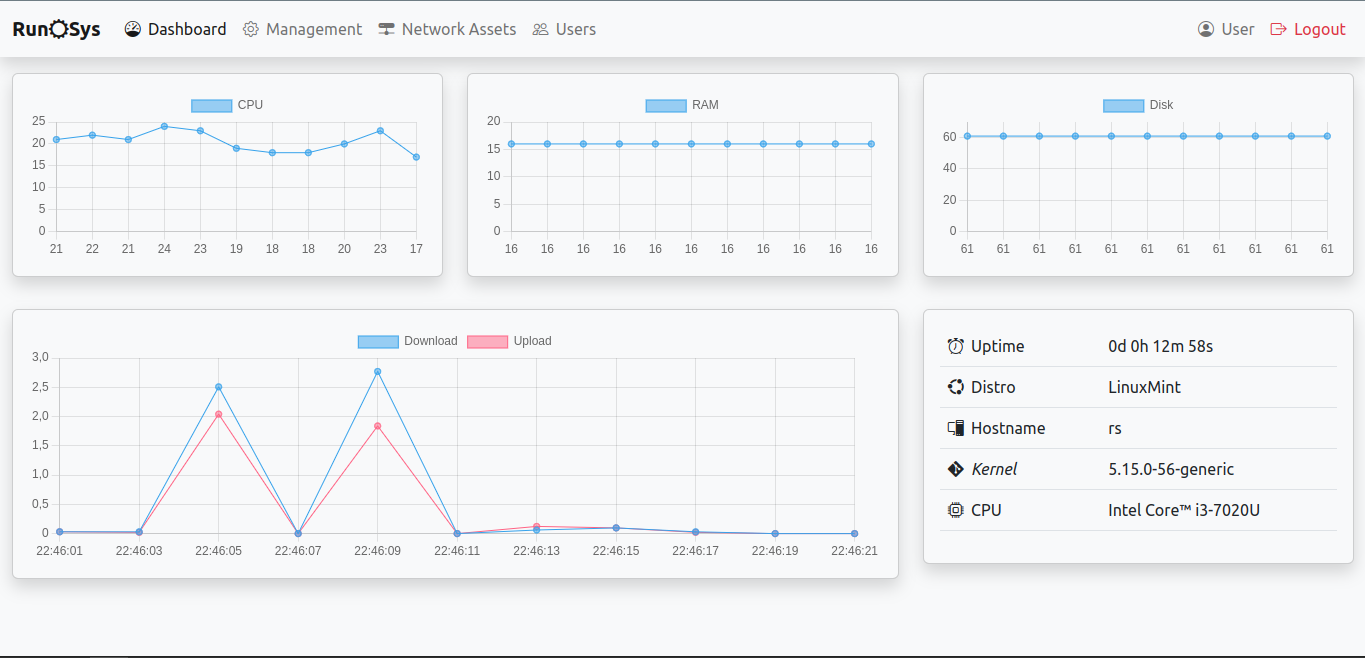 RunSys Dashboard Management Network Assets Users User Logout
CPU
25
20
15
10
5
0
21 22 21 24 23 19 18 18 20 23 17
RAM
20
15
10
5
0
16 16 16 16 16 16 16 16 16 16 16
Disk
60
40
20
0
61 61 61 61 61 61 61 61 61 61 61
Download Upload
3,0
2,5
2,0
1,5
1,0
0,5
0
22:46:01 22:46:03 22:46:05 22:46:07 22:46:09 22:46:11 22:46:13 22:46:15 22:46:17 22:46:19 22:46:21
Uptime 0d 0h 12m 58s
Distro LinuxMint
Hostname rs
Kernel 5.15.0-56-generic
CPU Intel Core™ i3-7020U